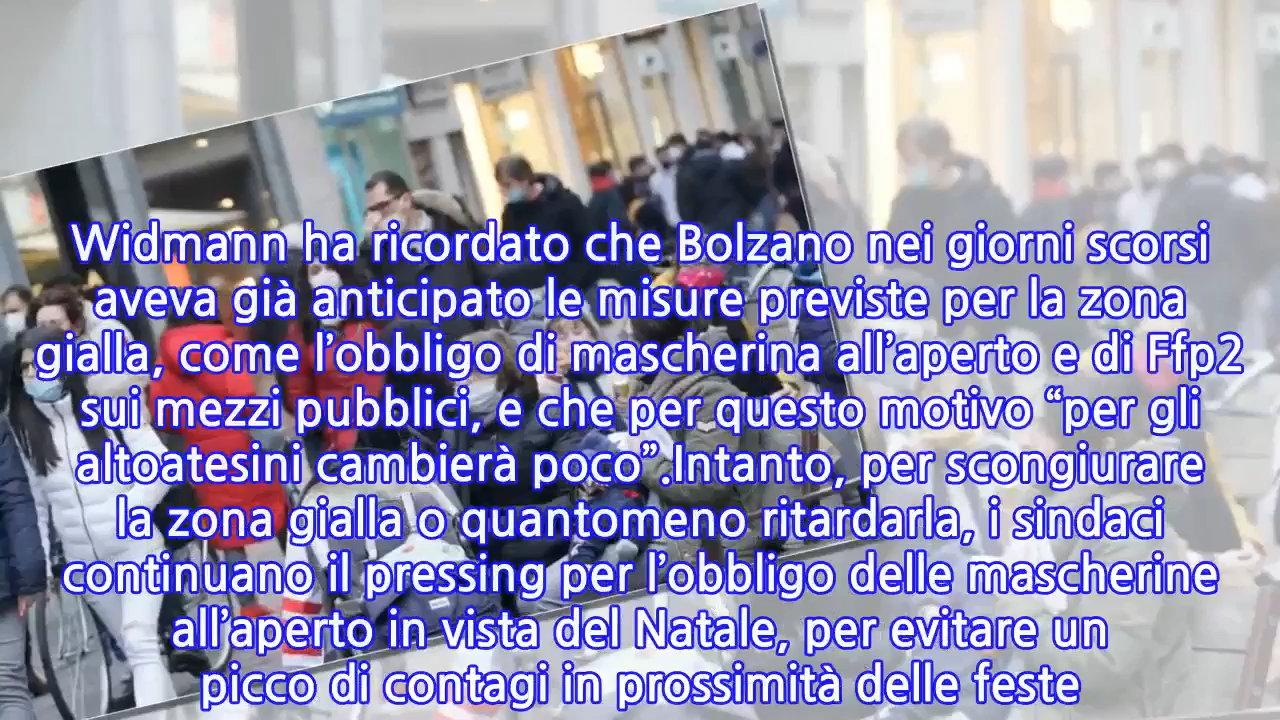 Widmann ha ricordato che Bolzano nei giorni scorsi
aveva già anticipato le misure previste per la zona
gialla, come l’obbligo di mascherina all’aperto e di Ffp2
sui mezzi pubblici, e che per questo motivo “per gli
altoatesini cambierà poco”.Intanto, per scongiurare
la zona gialla o quantomeno ritardarla, i sindaci
continuano il pressing per l’obbligo delle mascherine
all’aperto in vista del Natale, per evitare un
picco di contagi in prossimità delle feste